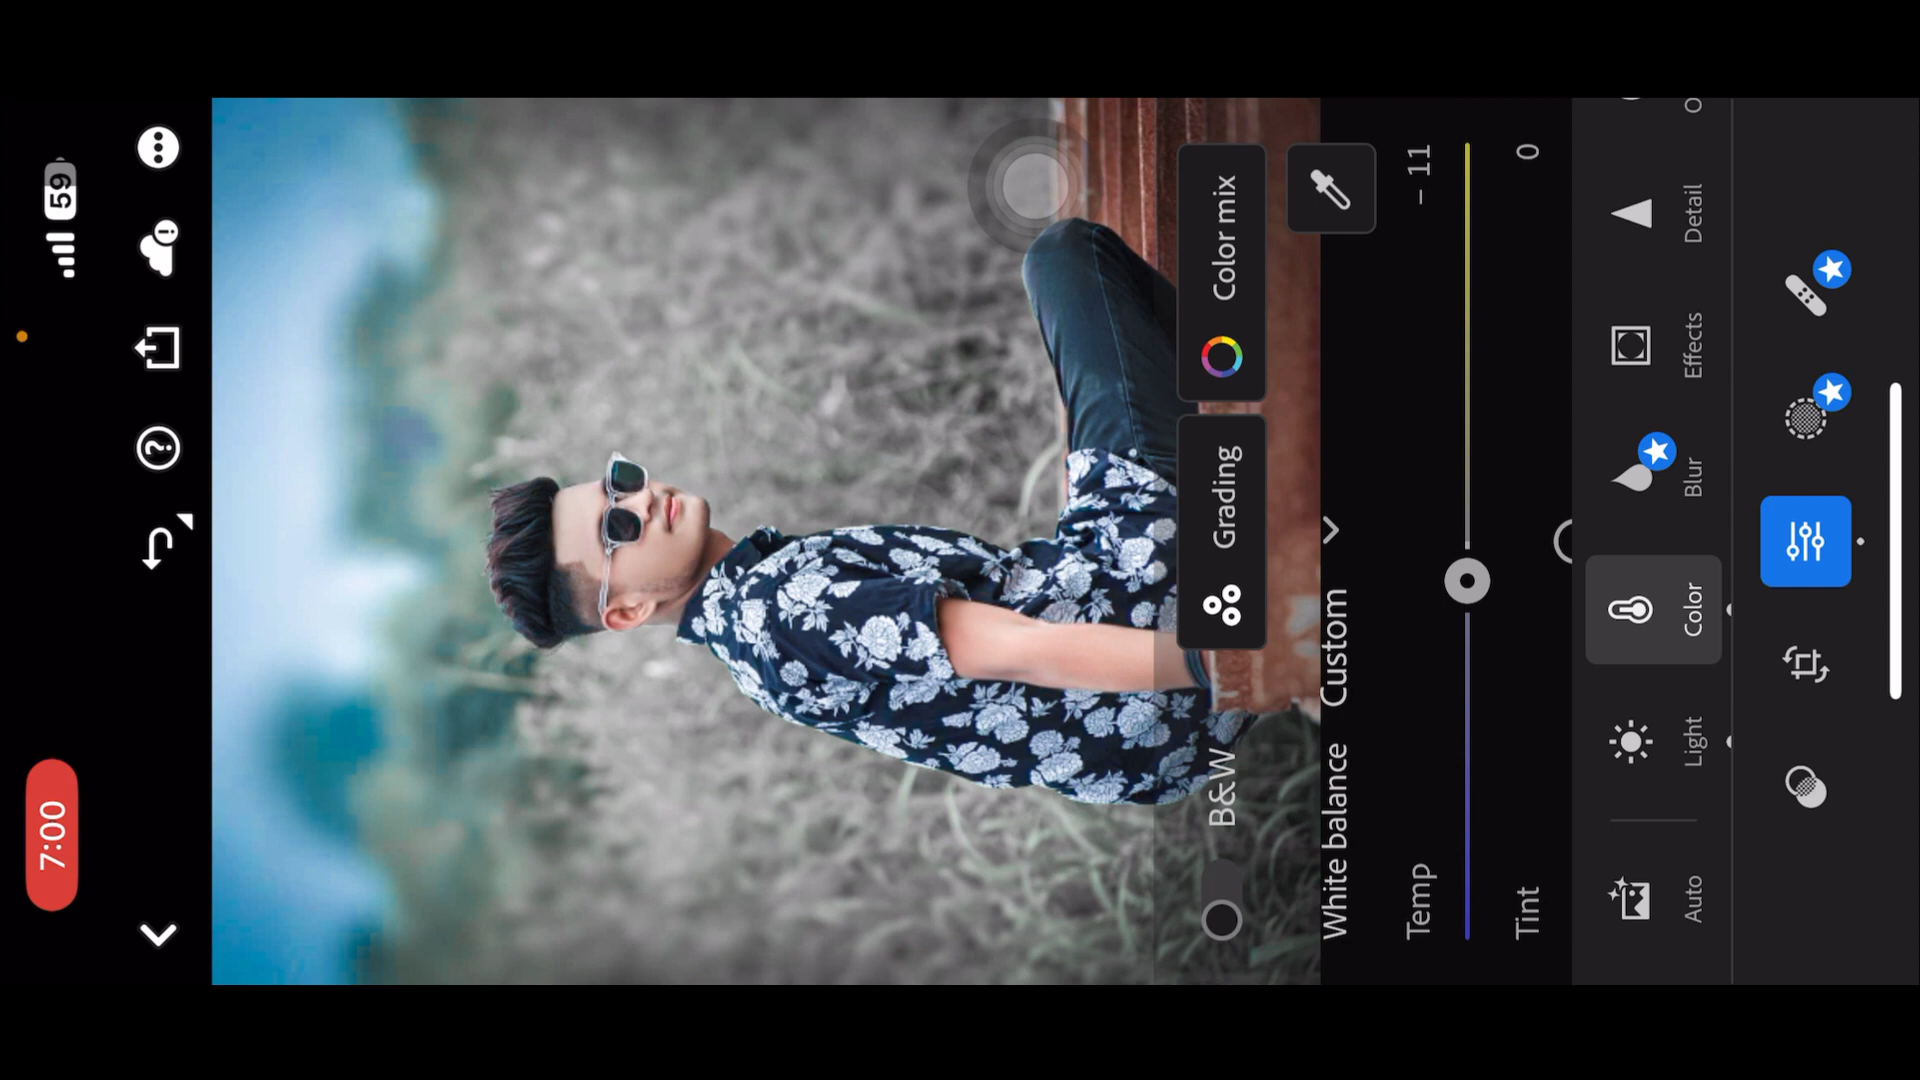 7:00
59
B&W
Grading
Color mix
White balance
Custom
Temp
- 11
Tint
0
Auto
Light
Color
Blur
Effects
Detail